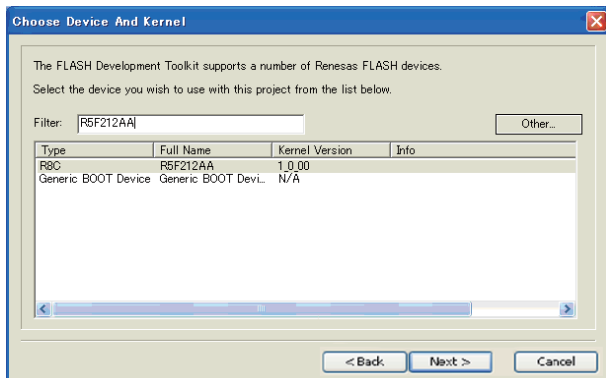 Choose Device And Kernel
The FLASH Development Toolkit supports a number of Renesas FLASH devices.
Select the device you wish to use with this project from the list below.
Filter: R5F212AA Other...
Type Full Name Kernel Version Info
R8C R5F212AA 1_0_00
Generic BOOT Device Generic BOOT Devi... N/A
< Back Next > Cancel